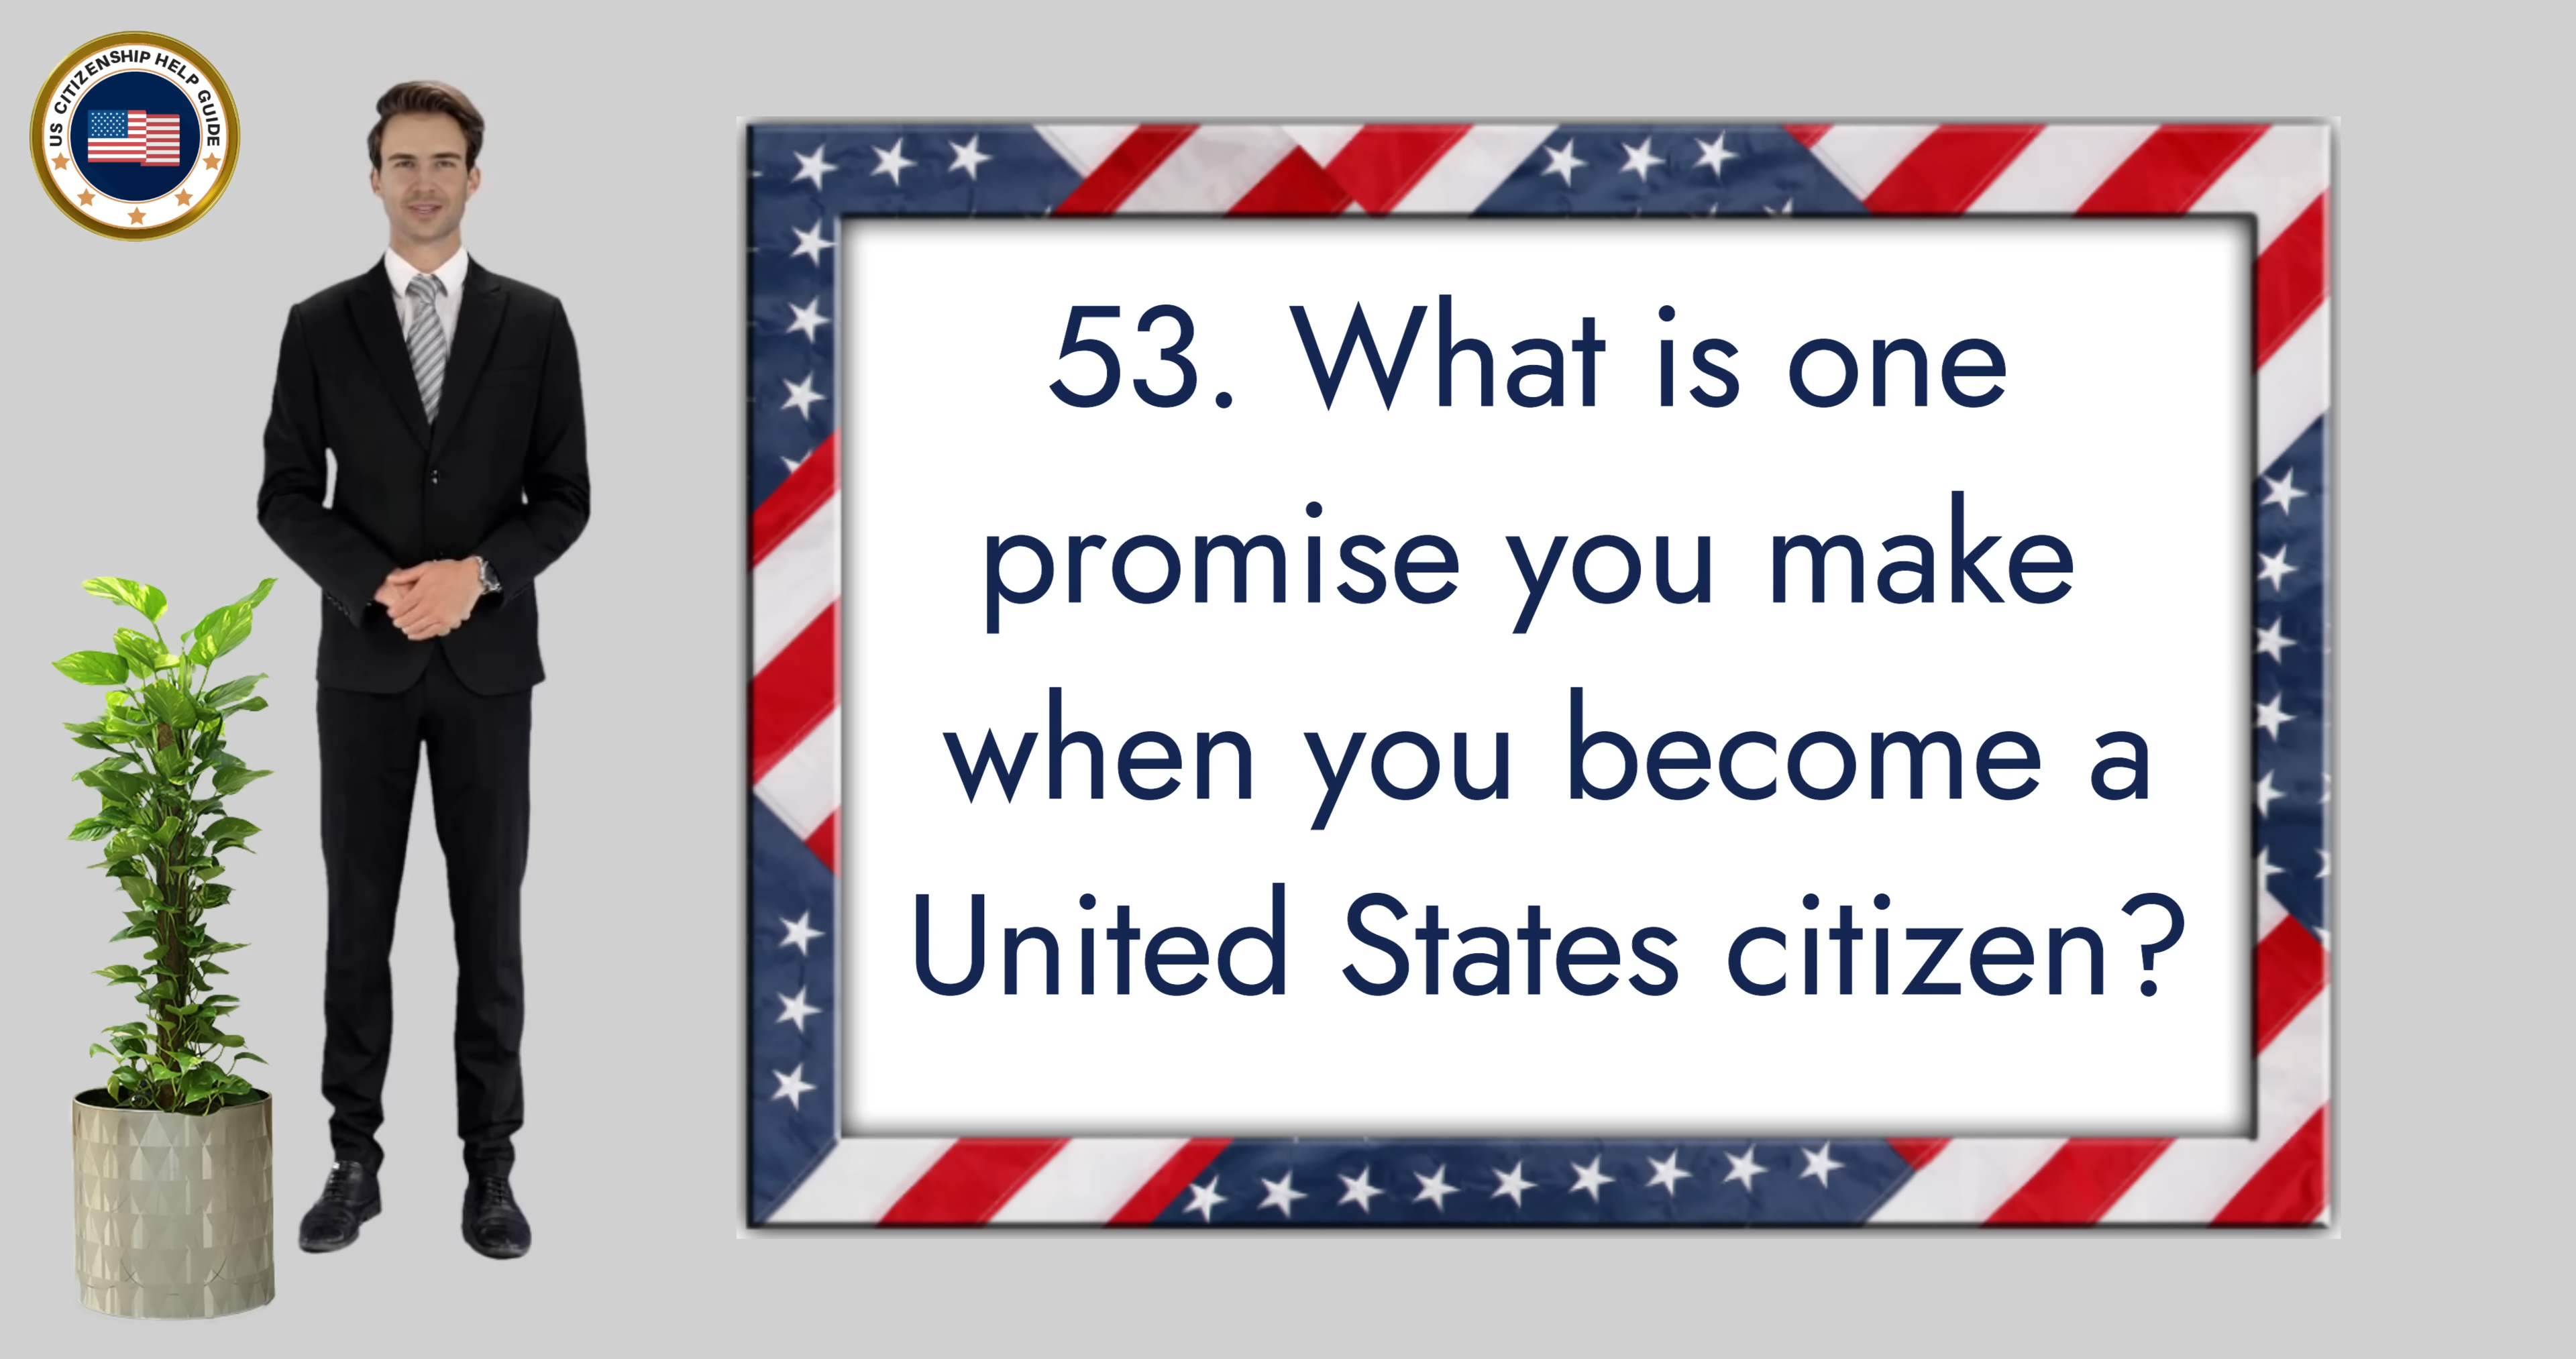 US CITIZENSHIP HELP GUIDE
53. What is one
promise you make
when you become a
United States citizen?